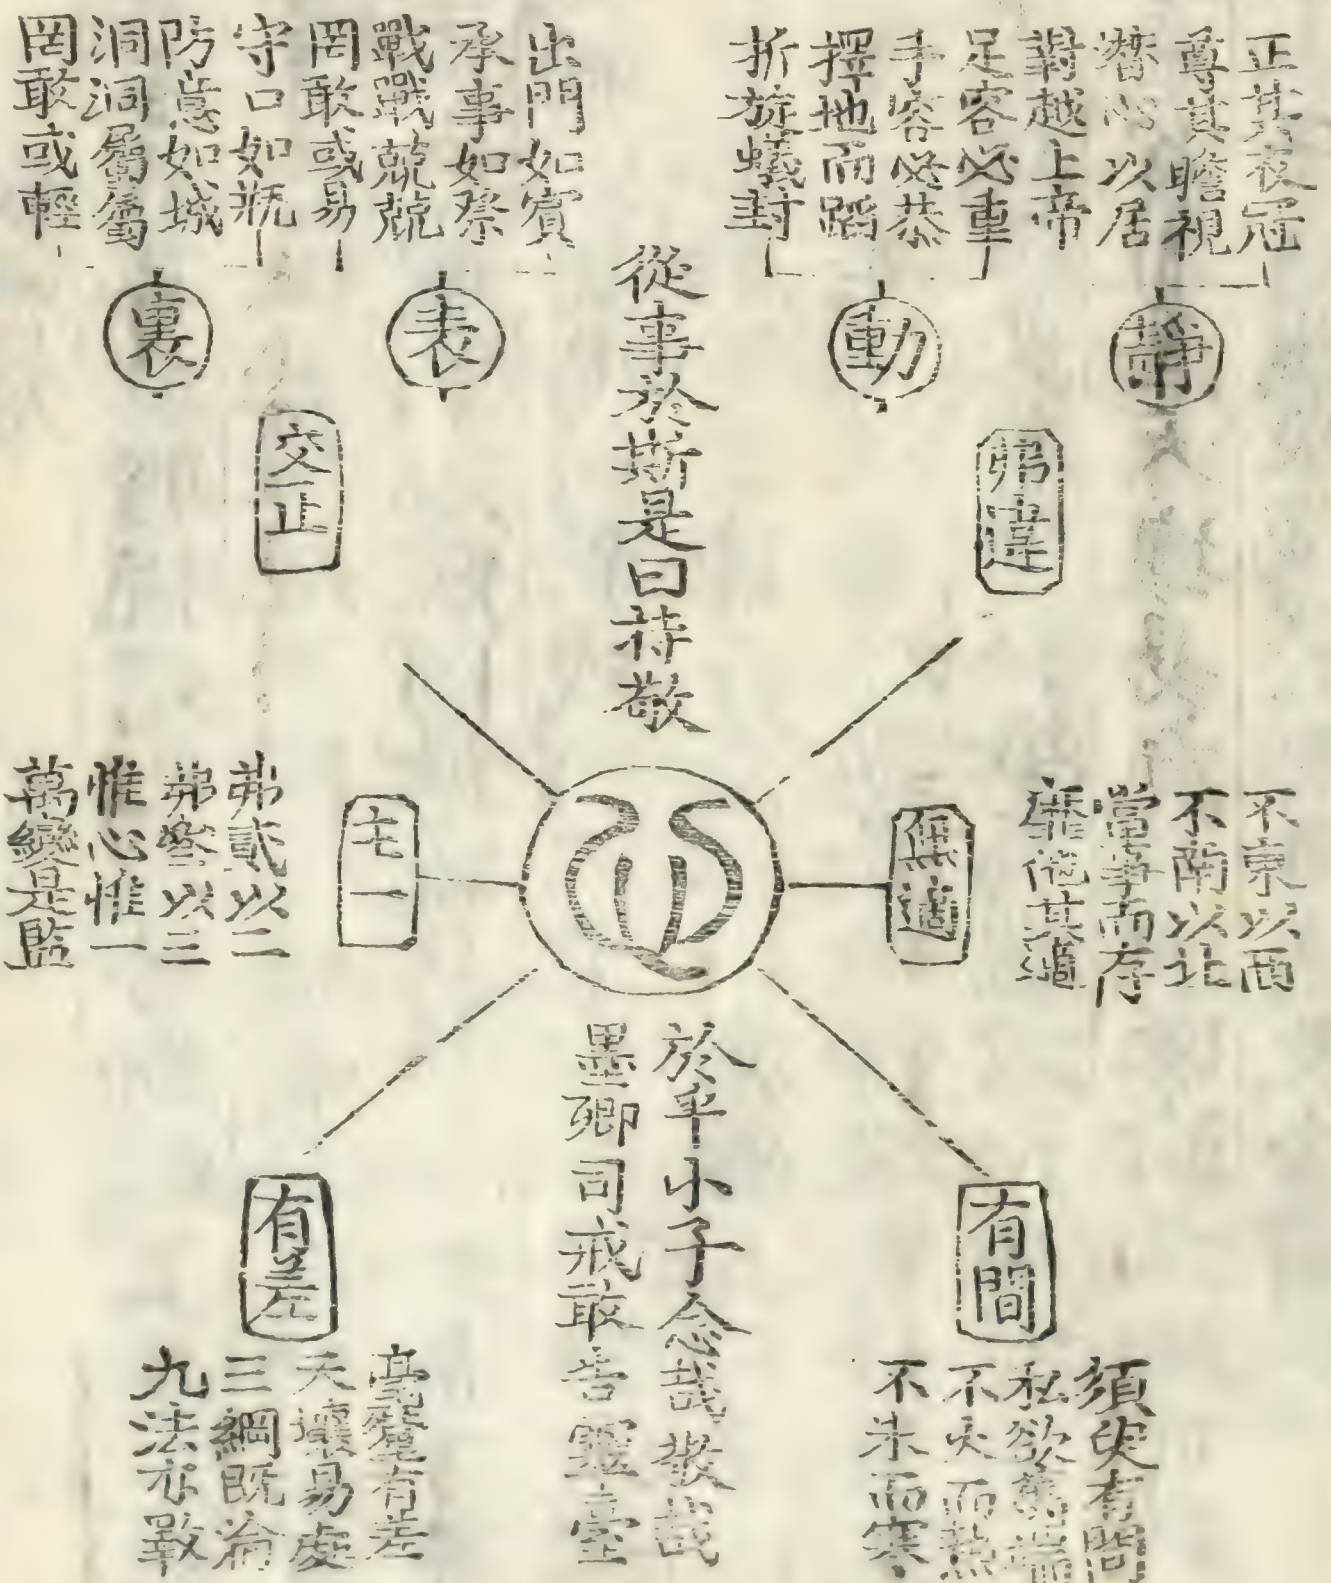 正其衣冠
尊其瞻視
潛心以居
對越上帝
足容必重
手容必恭
擇地而蹈
折旋蟻封
靜
動
弗違
出門如賓
承事如祭
戰戰兢兢
罔敢或易
守口如瓶
防意如城
洞洞屬屬
罔敢或輕
表
裏
交正
從事於斯是曰持敬
不東以西
不南以北
當事而存
靡他其適
無適
心
主一
弗貳以二
弗參以三
惟心惟一
萬變是監
有間
須臾有間
私欲萬端
不火而熱
不氷而寒
有差
毫釐有差
天壤易處
三綱旣淪
九法亦斁
於乎小子念哉敬哉
墨卿司戒敢告靈臺